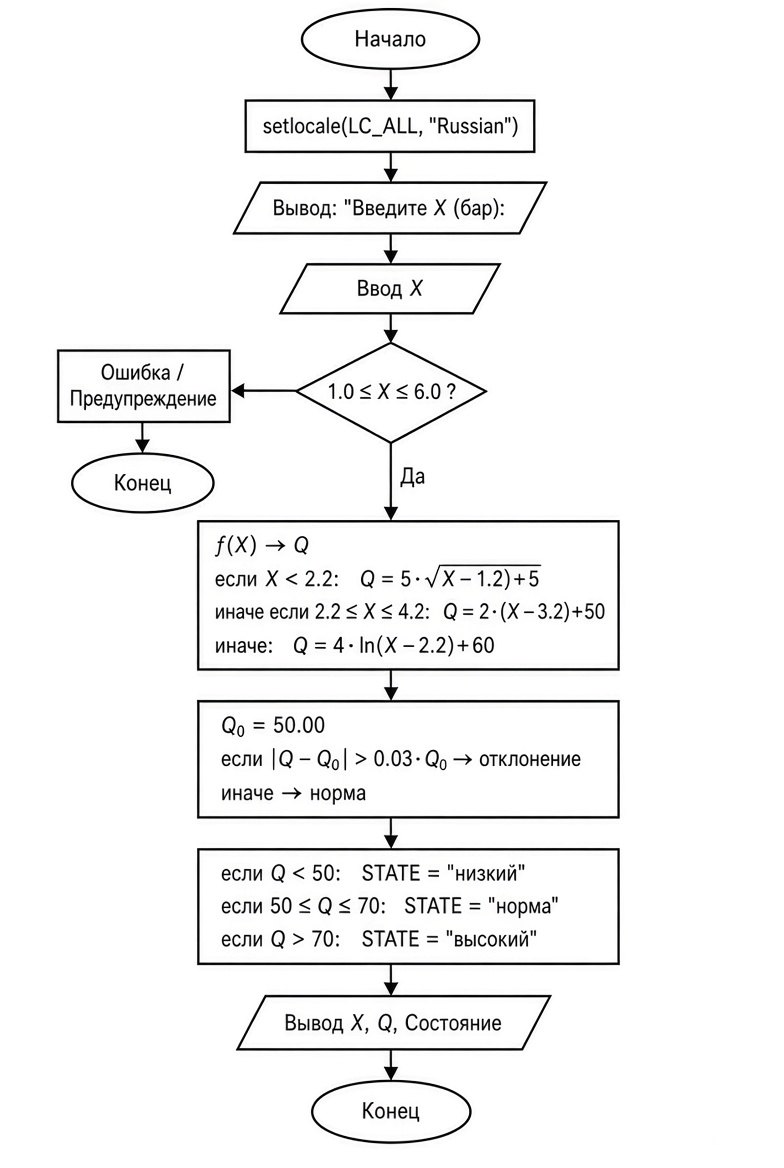 Начало
setlocale(LC_ALL, "Russian")
Вывод: "Введите X (бар):
Ввод X
1.0 ≤ X ≤ 6.0 ?
Ошибка /
Предупреждение
Конец
Да
f(X) → Q
если X < 2.2: Q = 5·√X − 1.2)+5
иначе если 2.2 ≤ X ≤ 4.2: Q = 2·(X − 3.2)+50
иначе: Q = 4·ln(X − 2.2)+60
Q₀ = 50.00
если |Q − Q₀| > 0.03·Q₀ → отклонение
иначе → норма
если Q < 50: STATE = "низкий"
если 50 ≤ Q ≤ 70: STATE = "норма"
если Q > 70: STATE = "высокий"
Вывод X, Q, Состояние
Конец